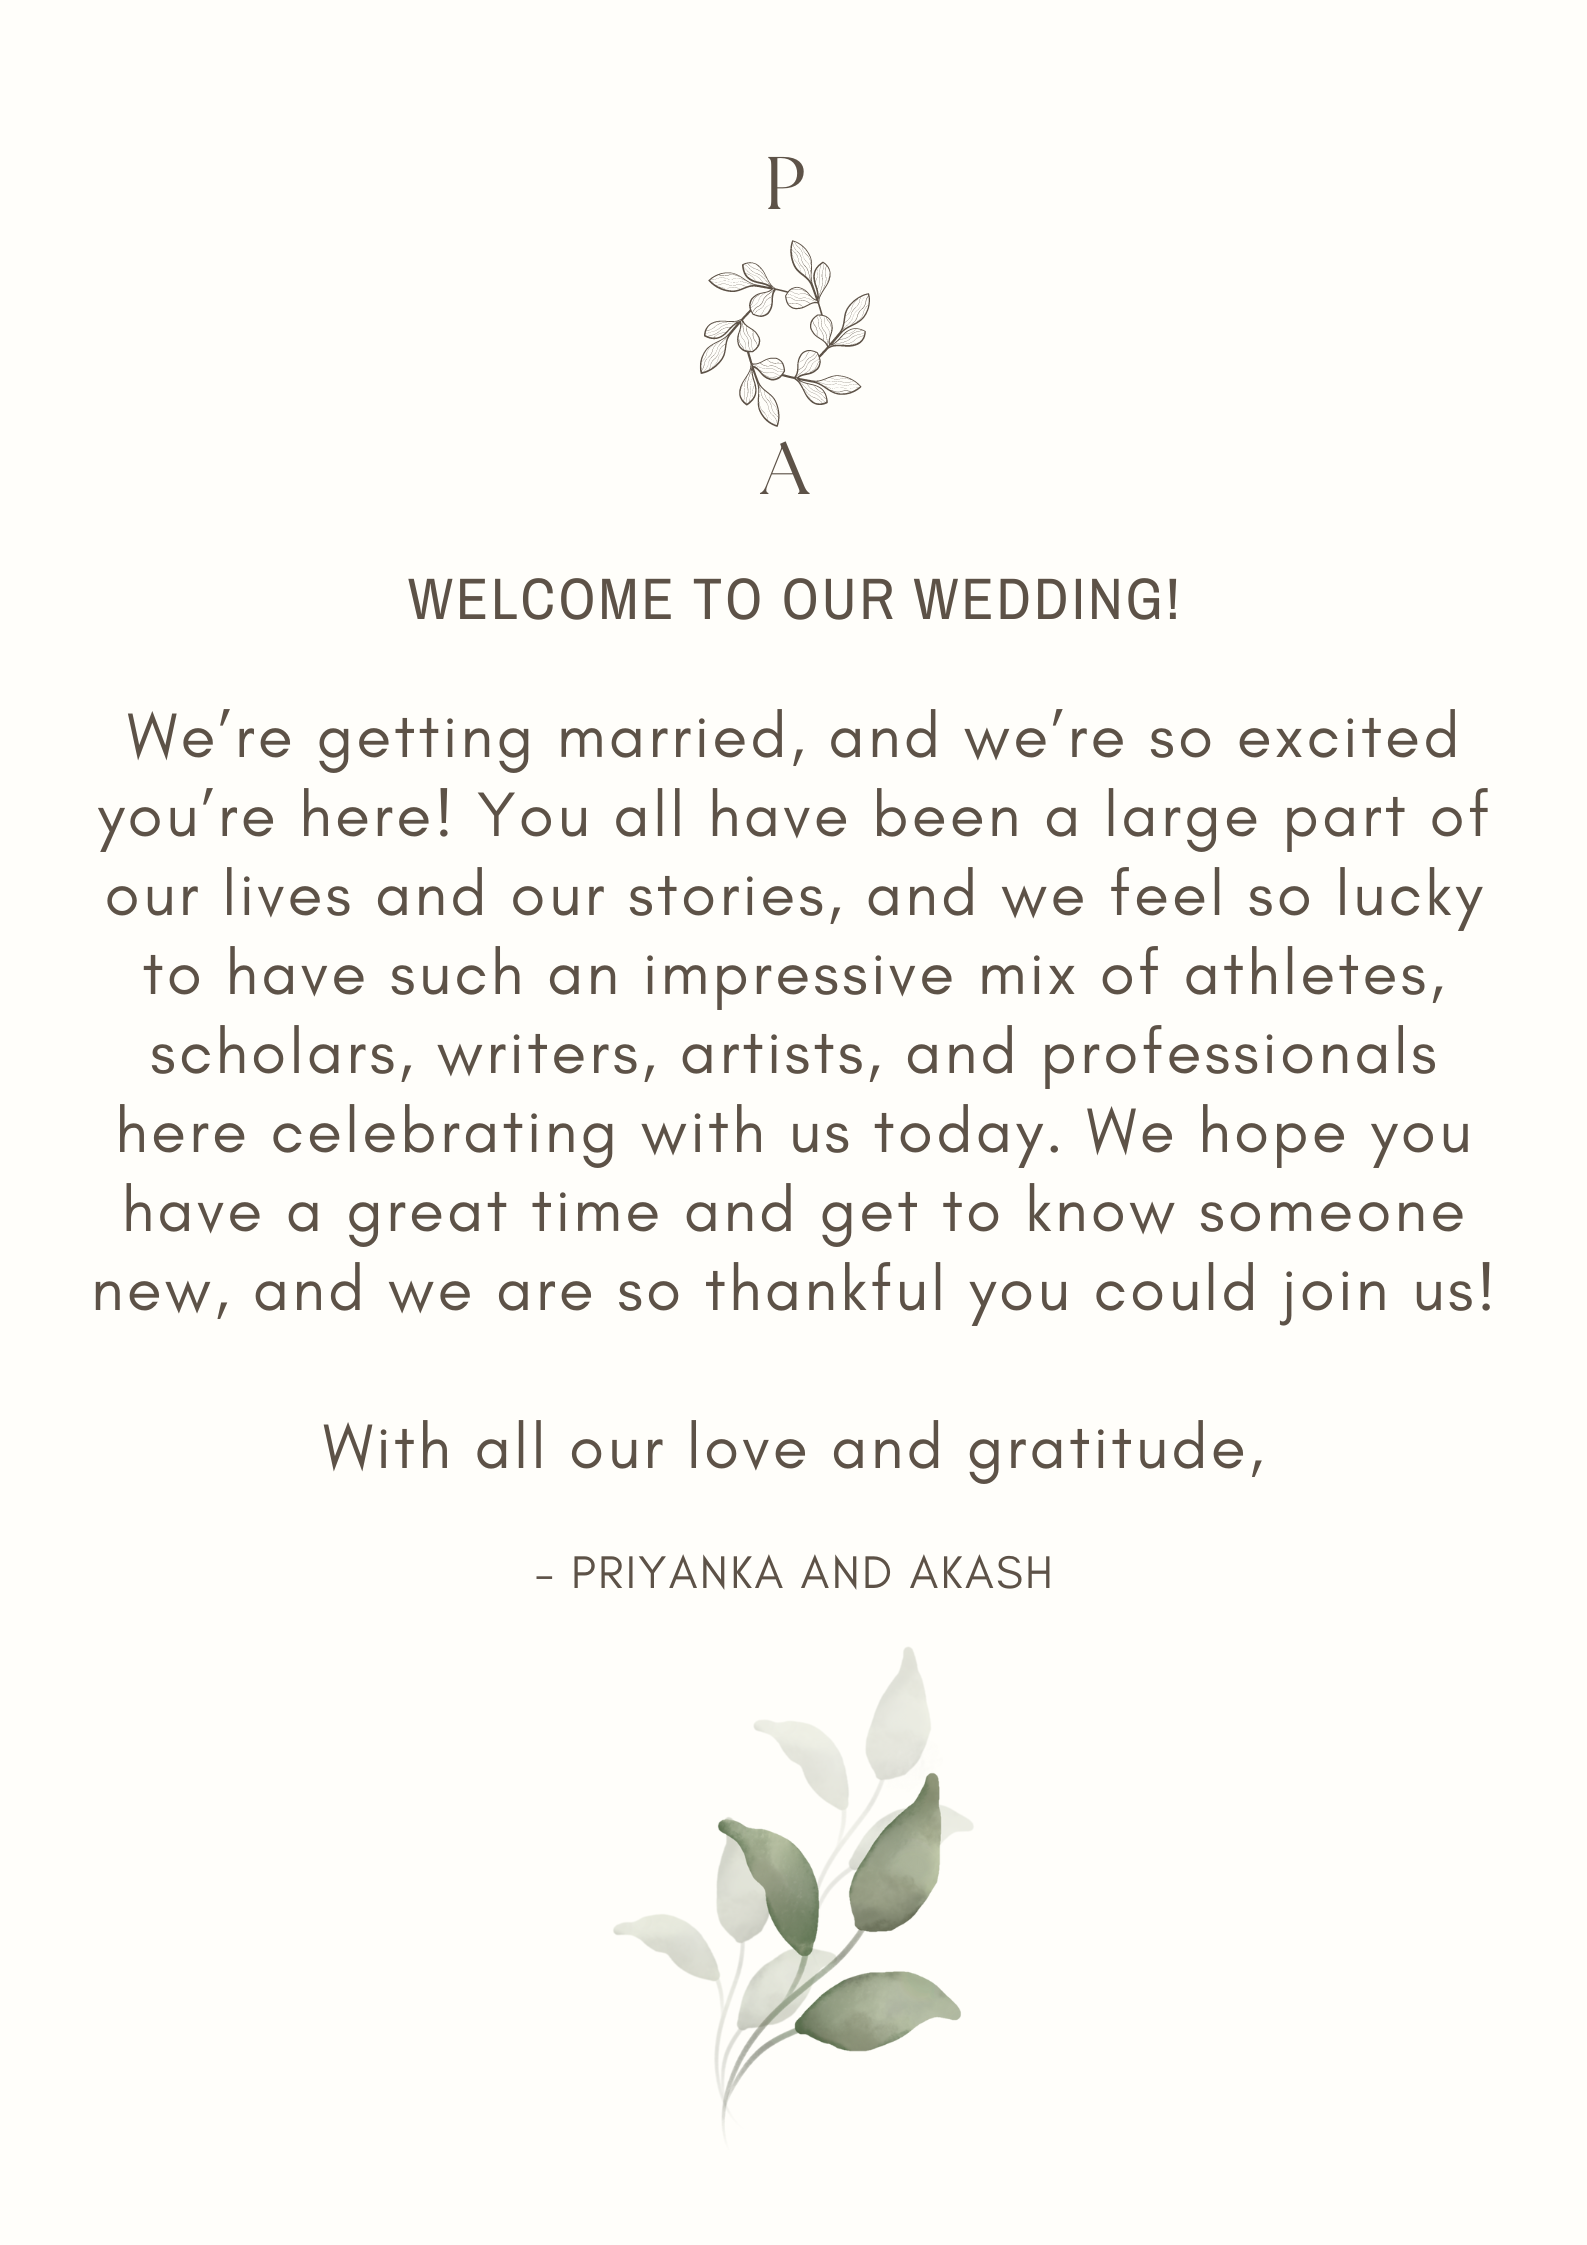 P
A
WELCOME TO OUR WEDDING!
We’re getting married, and we’re so excited
you’re here! You all have been a large part of
our lives and our stories, and we feel so lucky
to have such an impressive mix of athletes,
scholars, writers, artists, and professionals
here celebrating with us today. We hope you
have a great time and get to know someone
new, and we are so thankful you could join us!
With all our love and gratitude,
– PRIYANKA AND AKASH